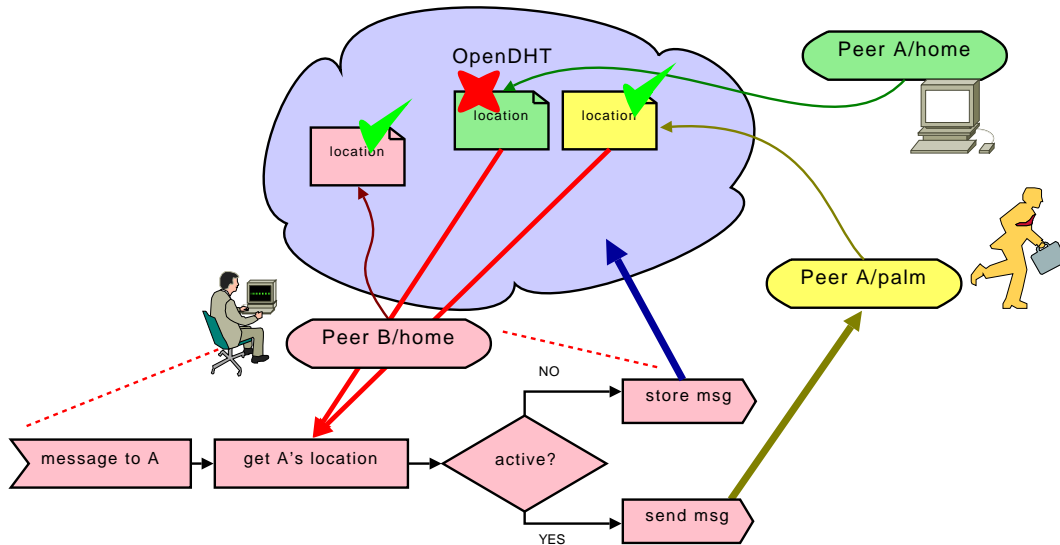 OpenDHT
Peer A/home
location
location
location
Peer A/palm
Peer B/home
NO
store msg
message to A
get A's location
active?
send msg
YES